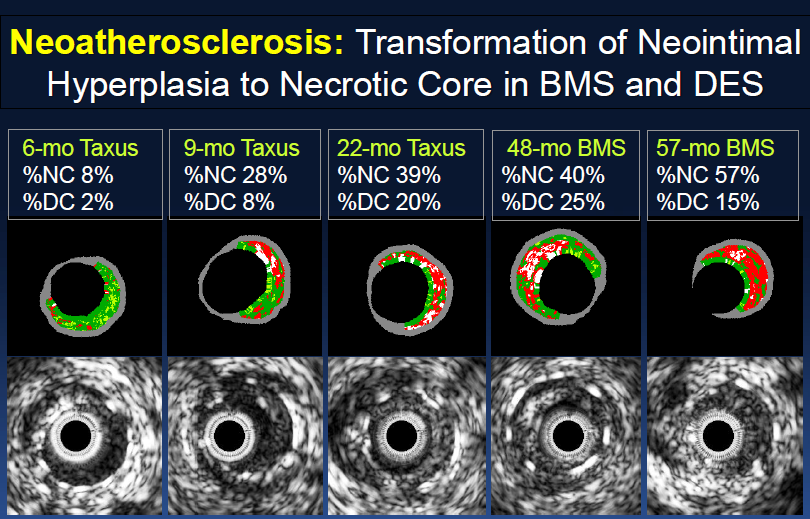 Neoatherosclerosis: Transformation of Neointimal
Hyperplasia to Necrotic Core in BMS and DES
6-mo Taxus
%NC 8%
%DC 2%
9-mo Taxus
%NC 28%
%DC 8%
22-mo Taxus
%NC 39%
%DC 20%
48-mo BMS
%NC 40%
%DC 25%
57-mo BMS
%NC 57%
%DC 15%